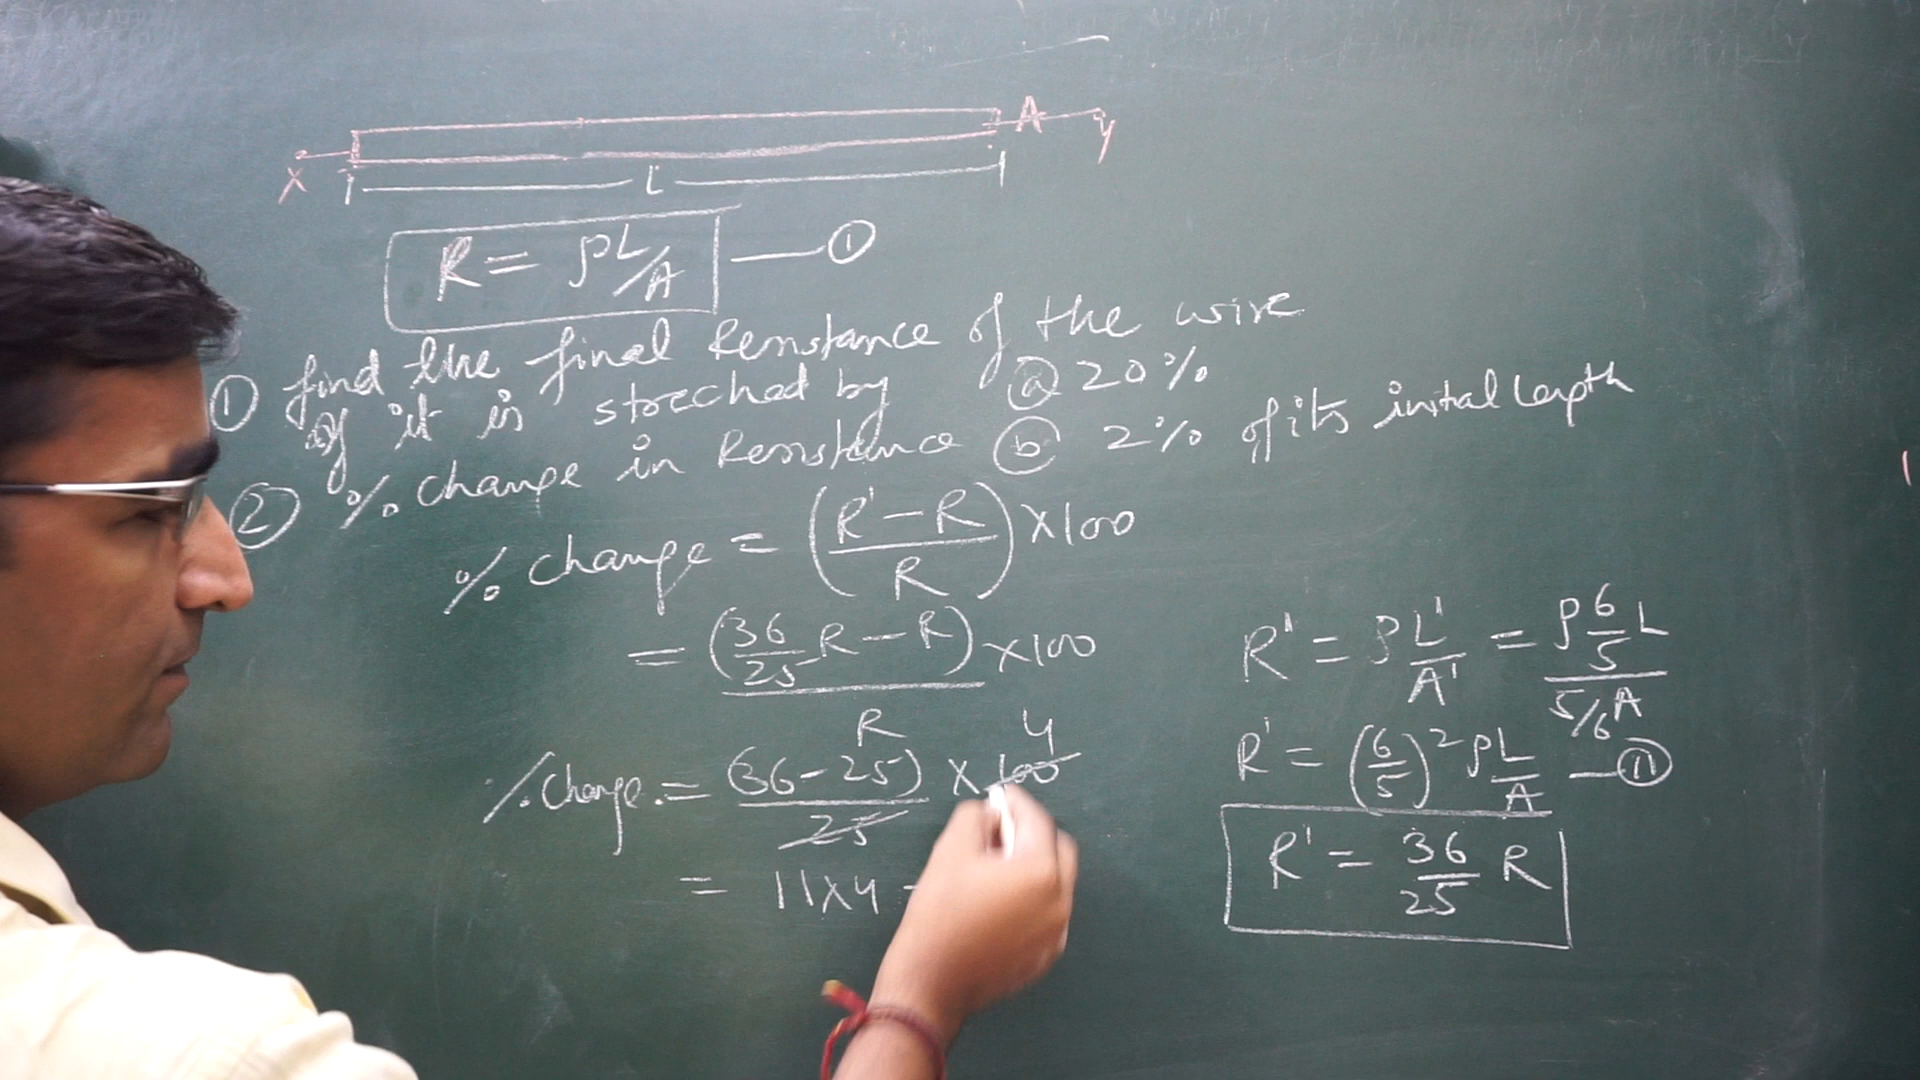 A
X y
L
R = ρL/A —①
① find the final Resistance of the wire
if it is streched by ⓐ 20%
② % change in Resistance ⓑ 2% of its initial length
% change = (R' - R / R) ×100
= (36/25 R - R) / R ×100
%. Change. = (36-25) / 25 × 100 4
= 11×4 =
R' = ρ L'/A' = ρ 6/5 L / 5/6 A
R' = (6/5)² ρ L/A —⑪
R' = 36/25 R